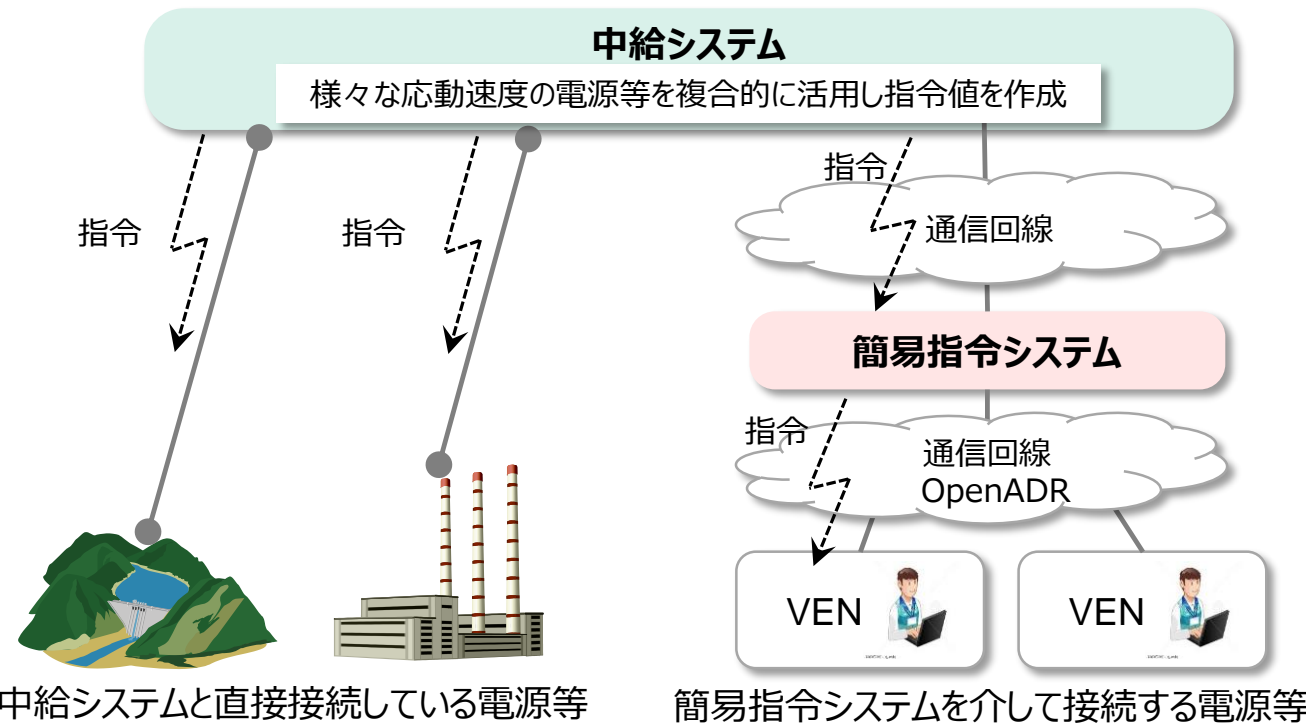 中給システム
様々な応動速度の電源等を複合的に活用し指令値を作成
指令
指令
指令
通信回線
簡易指令システム
指令
通信回線
OpenADR
VEN
VEN
中給システムと直接接続している電源等
簡易指令システムを介して接続する電源等